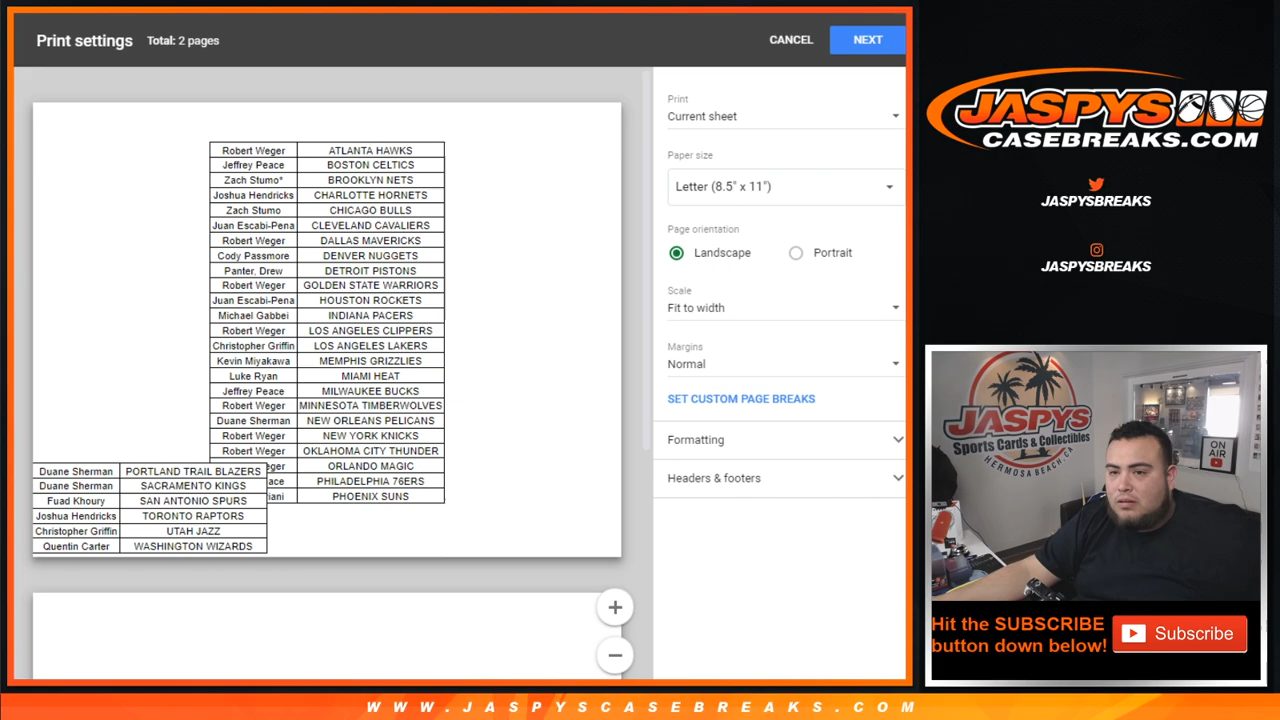 Print settings Total: 2 pages
CANCEL NEXT
Robert Weger ATLANTA HAWKS
Jeffrey Peace BOSTON CELTICS
Zach Stumo* BROOKLYN NETS
Joshua Hendricks CHARLOTTE HORNETS
Zach Stumo CHICAGO BULLS
Juan Escabi-Pena CLEVELAND CAVALIERS
Robert Weger DALLAS MAVERICKS
Cody Passmore DENVER NUGGETS
Panter, Drew DETROIT PISTONS
Robert Weger GOLDEN STATE WARRIORS
Juan Escabi-Pena HOUSTON ROCKETS
Michael Gabbei INDIANA PACERS
Robert Weger LOS ANGELES CLIPPERS
Christopher Griffin LOS ANGELES LAKERS
Kevin Miyakawa MEMPHIS GRIZZLIES
Luke Ryan MIAMI HEAT
Jeffrey Peace MILWAUKEE BUCKS
Robert Weger MINNESOTA TIMBERWOLVES
Duane Sherman NEW ORLEANS PELICANS
Robert Weger NEW YORK KNICKS
Robert Weger OKLAHOMA CITY THUNDER
eger ORLANDO MAGIC
ace PHILADELPHIA 76ERS
iani PHOENIX SUNS
Duane Sherman PORTLAND TRAIL BLAZERS
Duane Sherman SACRAMENTO KINGS
Fuad Khoury SAN ANTONIO SPURS
Joshua Hendricks TORONTO RAPTORS
Christopher Griffin UTAH JAZZ
Quentin Carter WASHINGTON WIZARDS
Print
Current sheet
Paper size
Letter (8.5" x 11")
Page orientation
Landscape Portrait
Scale
Fit to width
Margins
Normal
SET CUSTOM PAGE BREAKS
Formatting
Headers & footers
JASPYS
CASEBREAKS.COM
JASPYSBREAKS
JASPYSBREAKS
JASPYS
Sports Cards & Collectibles
HERMOSA BEACH, CA
ON
AIR
Hit the SUBSCRIBE
button down below!
Subscribe
WWW.JASPYSCASEBREAKS.COM